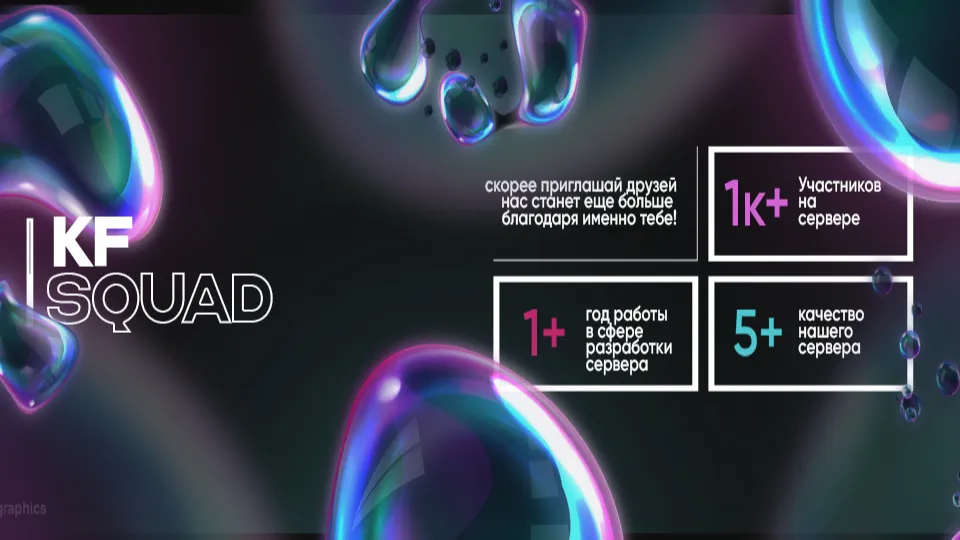 KF
SQUAD
скорее приглашай друзей
нас станет еще больше
благодаря именно тебе!
1к+
Участников
на
сервере
1+
год работы
в сфере
разработки
сервера
5+
качество
нашего
сервера
graphics